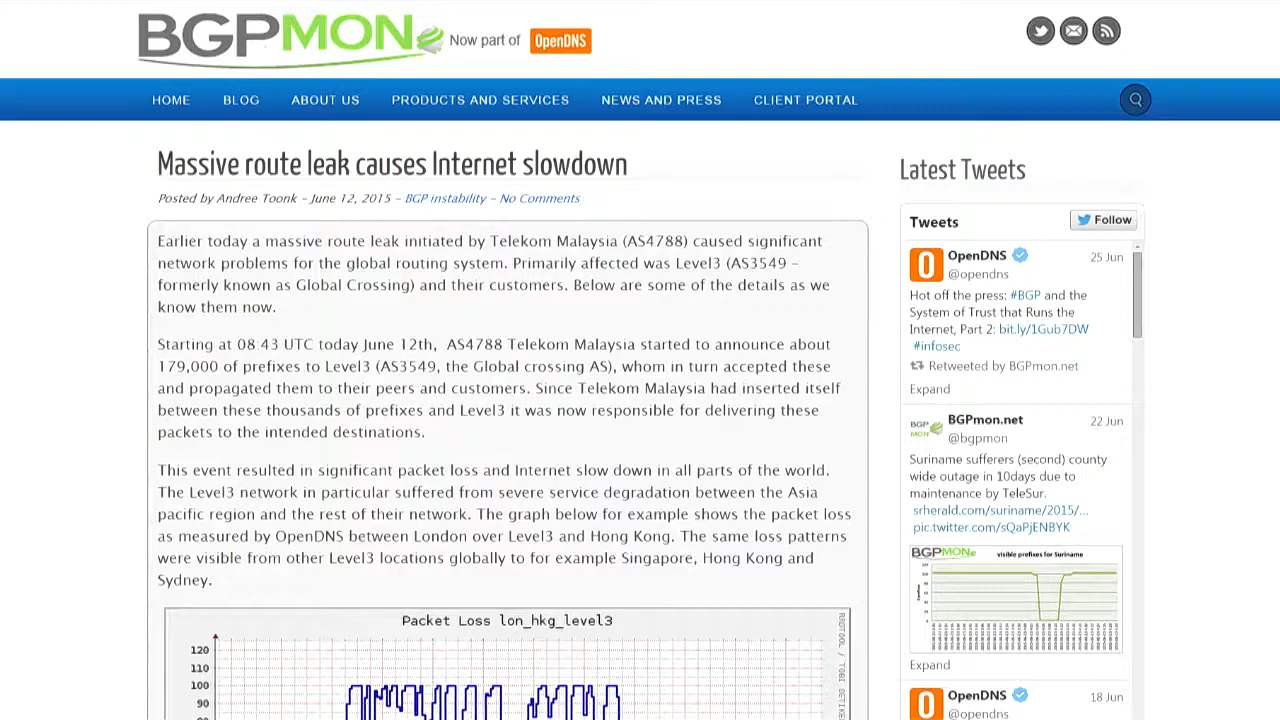 BGPMON Now part of OpenDNS
HOME BLOG ABOUT US PRODUCTS AND SERVICES NEWS AND PRESS CLIENT PORTAL
Massive route leak causes Internet slowdown
Posted by Andree Toonk – June 12, 2015 – BGP instability – No Comments
Earlier today a massive route leak initiated by Telekom Malaysia (AS4788) caused significant
network problems for the global routing system. Primarily affected was Level3 (AS3549 –
formerly known as Global Crossing) and their customers. Below are some of the details as we
know them now.
Starting at 08:43 UTC today June 12th, AS4788 Telekom Malaysia started to announce about
179,000 of prefixes to Level3 (AS3549, the Global crossing AS), whom in turn accepted these
and propagated them to their peers and customers. Since Telekom Malaysia had inserted itself
between these thousands of prefixes and Level3 it was now responsible for delivering these
packets to the intended destinations.
This event resulted in significant packet loss and Internet slow down in all parts of the world.
The Level3 network in particular suffered from severe service degradation between the Asia
pacific region and the rest of their network. The graph below for example shows the packet loss
as measured by OpenDNS between London over Level3 and Hong Kong. The same loss patterns
were visible from other Level3 locations globally to for example Singapore, Hong Kong and
Sydney.
Packet Loss lon_hkg_level3
120
110
100
90
Latest Tweets
Tweets Follow
OpenDNS 25 Jun
@opendns
Hot off the press: #BGP and the
System of Trust that Runs the
Internet, Part 2: bit.ly/1Gub7DW
#infosec
Retweeted by BGPmon.net
Expand
BGPmon.net 22 Jun
@bgpmon
Suriname sufferers (second) county
wide outage in 10days due to
maintenance by TeleSur.
srherald.com/suriname/2015/...
pic.twitter.com/sQaPjENBYK
BGPMON visible prefixes for Suriname
Expand
OpenDNS 18 Jun
@opendns